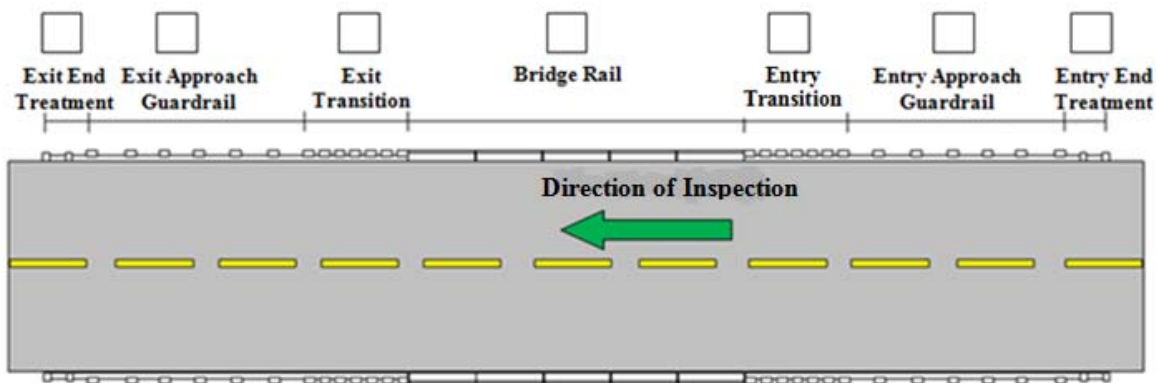 Exit End
Treatment
Exit Approach
Guardrail
Exit
Transition
Bridge Rail
Entry
Transition
Entry Approach
Guardrail
Entry End
Treatment
Direction of Inspection